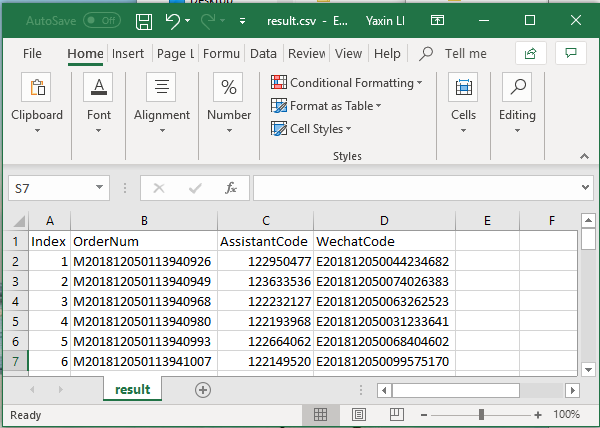 Desktop
AutoSave Off result.csv - E... Yaxin LI
File Home Insert Page L Formu Data Review View Help Tell me
Clipboard Font Alignment Number Conditional Formatting Cells Editing
Format as Table
Cell Styles
Styles
S7 fx
A B C D E F
1 Index OrderNum AssistantCode WechatCode
2 1 M201812050113940926 122950477 E201812050044234682
3 2 M201812050113940949 123633536 E201812050074026383
4 3 M201812050113940968 122232127 E201812050063262523
5 4 M201812050113940980 122193968 E201812050031233641
6 5 M201812050113940993 122664062 E201812050068404602
7 6 M201812050113941007 122149520 E201812050099575170
result
Ready 100%